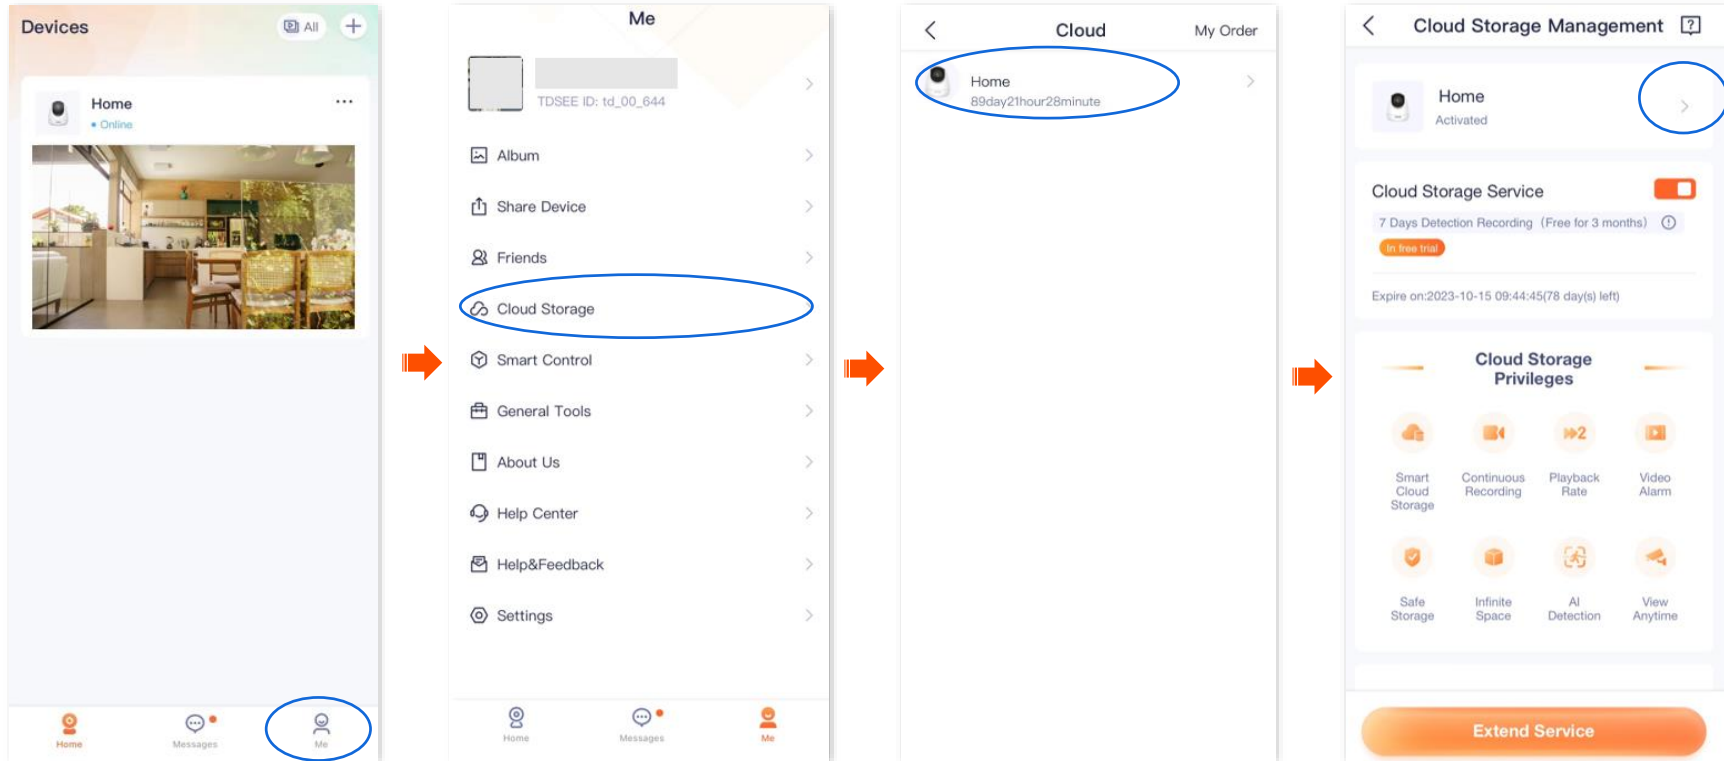 Devices
All
Home
Online
Home
Messages
Me
Me
TDSEE ID: td_00_644
Album
Share Device
Friends
Cloud Storage
Smart Control
General Tools
About Us
Help Center
Help&Feedback
Settings
Home
Messages
Me
Cloud
My Order
Home
89day21hour28minute
Cloud Storage Management
Home
Activated
Cloud Storage Service
7 Days Detection Recording（Free for 3 months）
In free trial
Expire on:2023-10-15 09:44:45(78 day(s) left)
Cloud Storage
Privileges
2
Smart
Cloud
Storage
Continuous
Recording
Playback
Rate
Video
Alarm
Safe
Storage
Infinite
Space
AI
Detection
View
Anytime
Extend Service